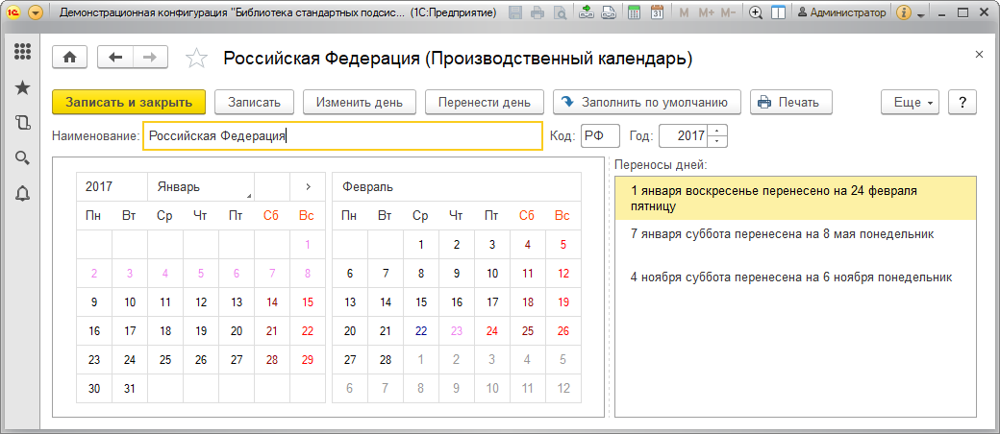 Демонстрационная конфигурация "Библиотека стандартных подсис... (1С:Предприятие)
M M+ M- Администратор
Российская Федерация (Производственный календарь)
Записать и закрыть Записать Изменить день Перенести день Заполнить по умолчанию Печать Еще ?
Наименование: Российская Федерация Код: РФ Год: 2017
Переносы дней:
2017 Январь > Февраль
Пн Вт Ср Чт Пт Сб Вс Пн Вт Ср Чт Пт Сб Вс
1 1 2 3 4 5
2 3 4 5 6 7 8 6 7 8 9 10 11 12
9 10 11 12 13 14 15 13 14 15 16 17 18 19
16 17 18 19 20 21 22 20 21 22 23 24 25 26
23 24 25 26 27 28 29 27 28 1 2 3 4 5
30 31 6 7 8 9 10 11 12
1 января воскресенье перенесено на 24 февраля
пятницу
7 января суббота перенесена на 8 мая понедельник
4 ноября суббота перенесена на 6 ноября понедельник